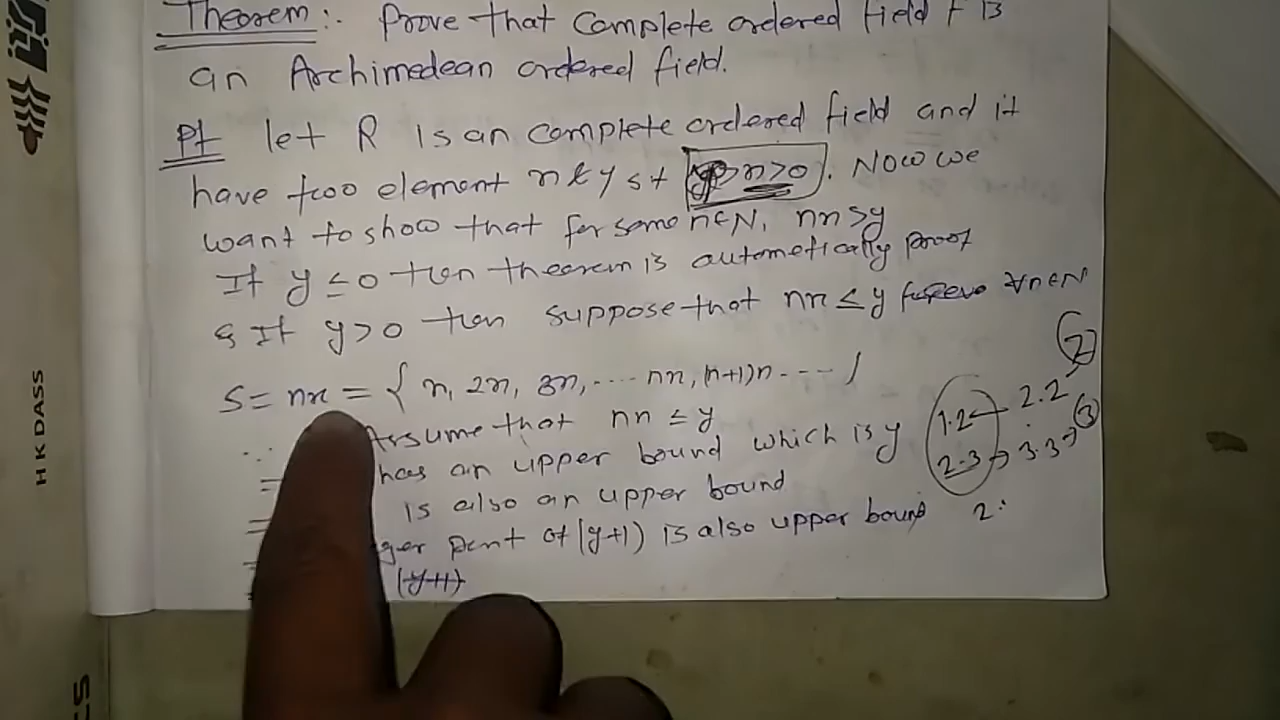 Theorem:- Prove that complete ordered field F is
an Archimedean ordered field.
Pf let R is an complete ordered field and it
have two element x & y st x>0. Now we
want to show that for some n∈N, nx>y
If y≤0 then theorem is automatically proof
& If y>0 then suppose that nx≤y ∀n∈N
S= nx = { x, 2x, 3x,.... nx, (n+1)x ---- }
Assume that nx ≤ y
has an upper bound which is y
is also an upper bound
part of (y+1) is also upper bound
(y+1)
2
1.2 2.2
3
2.3 → 3.3
2.
HK DASS